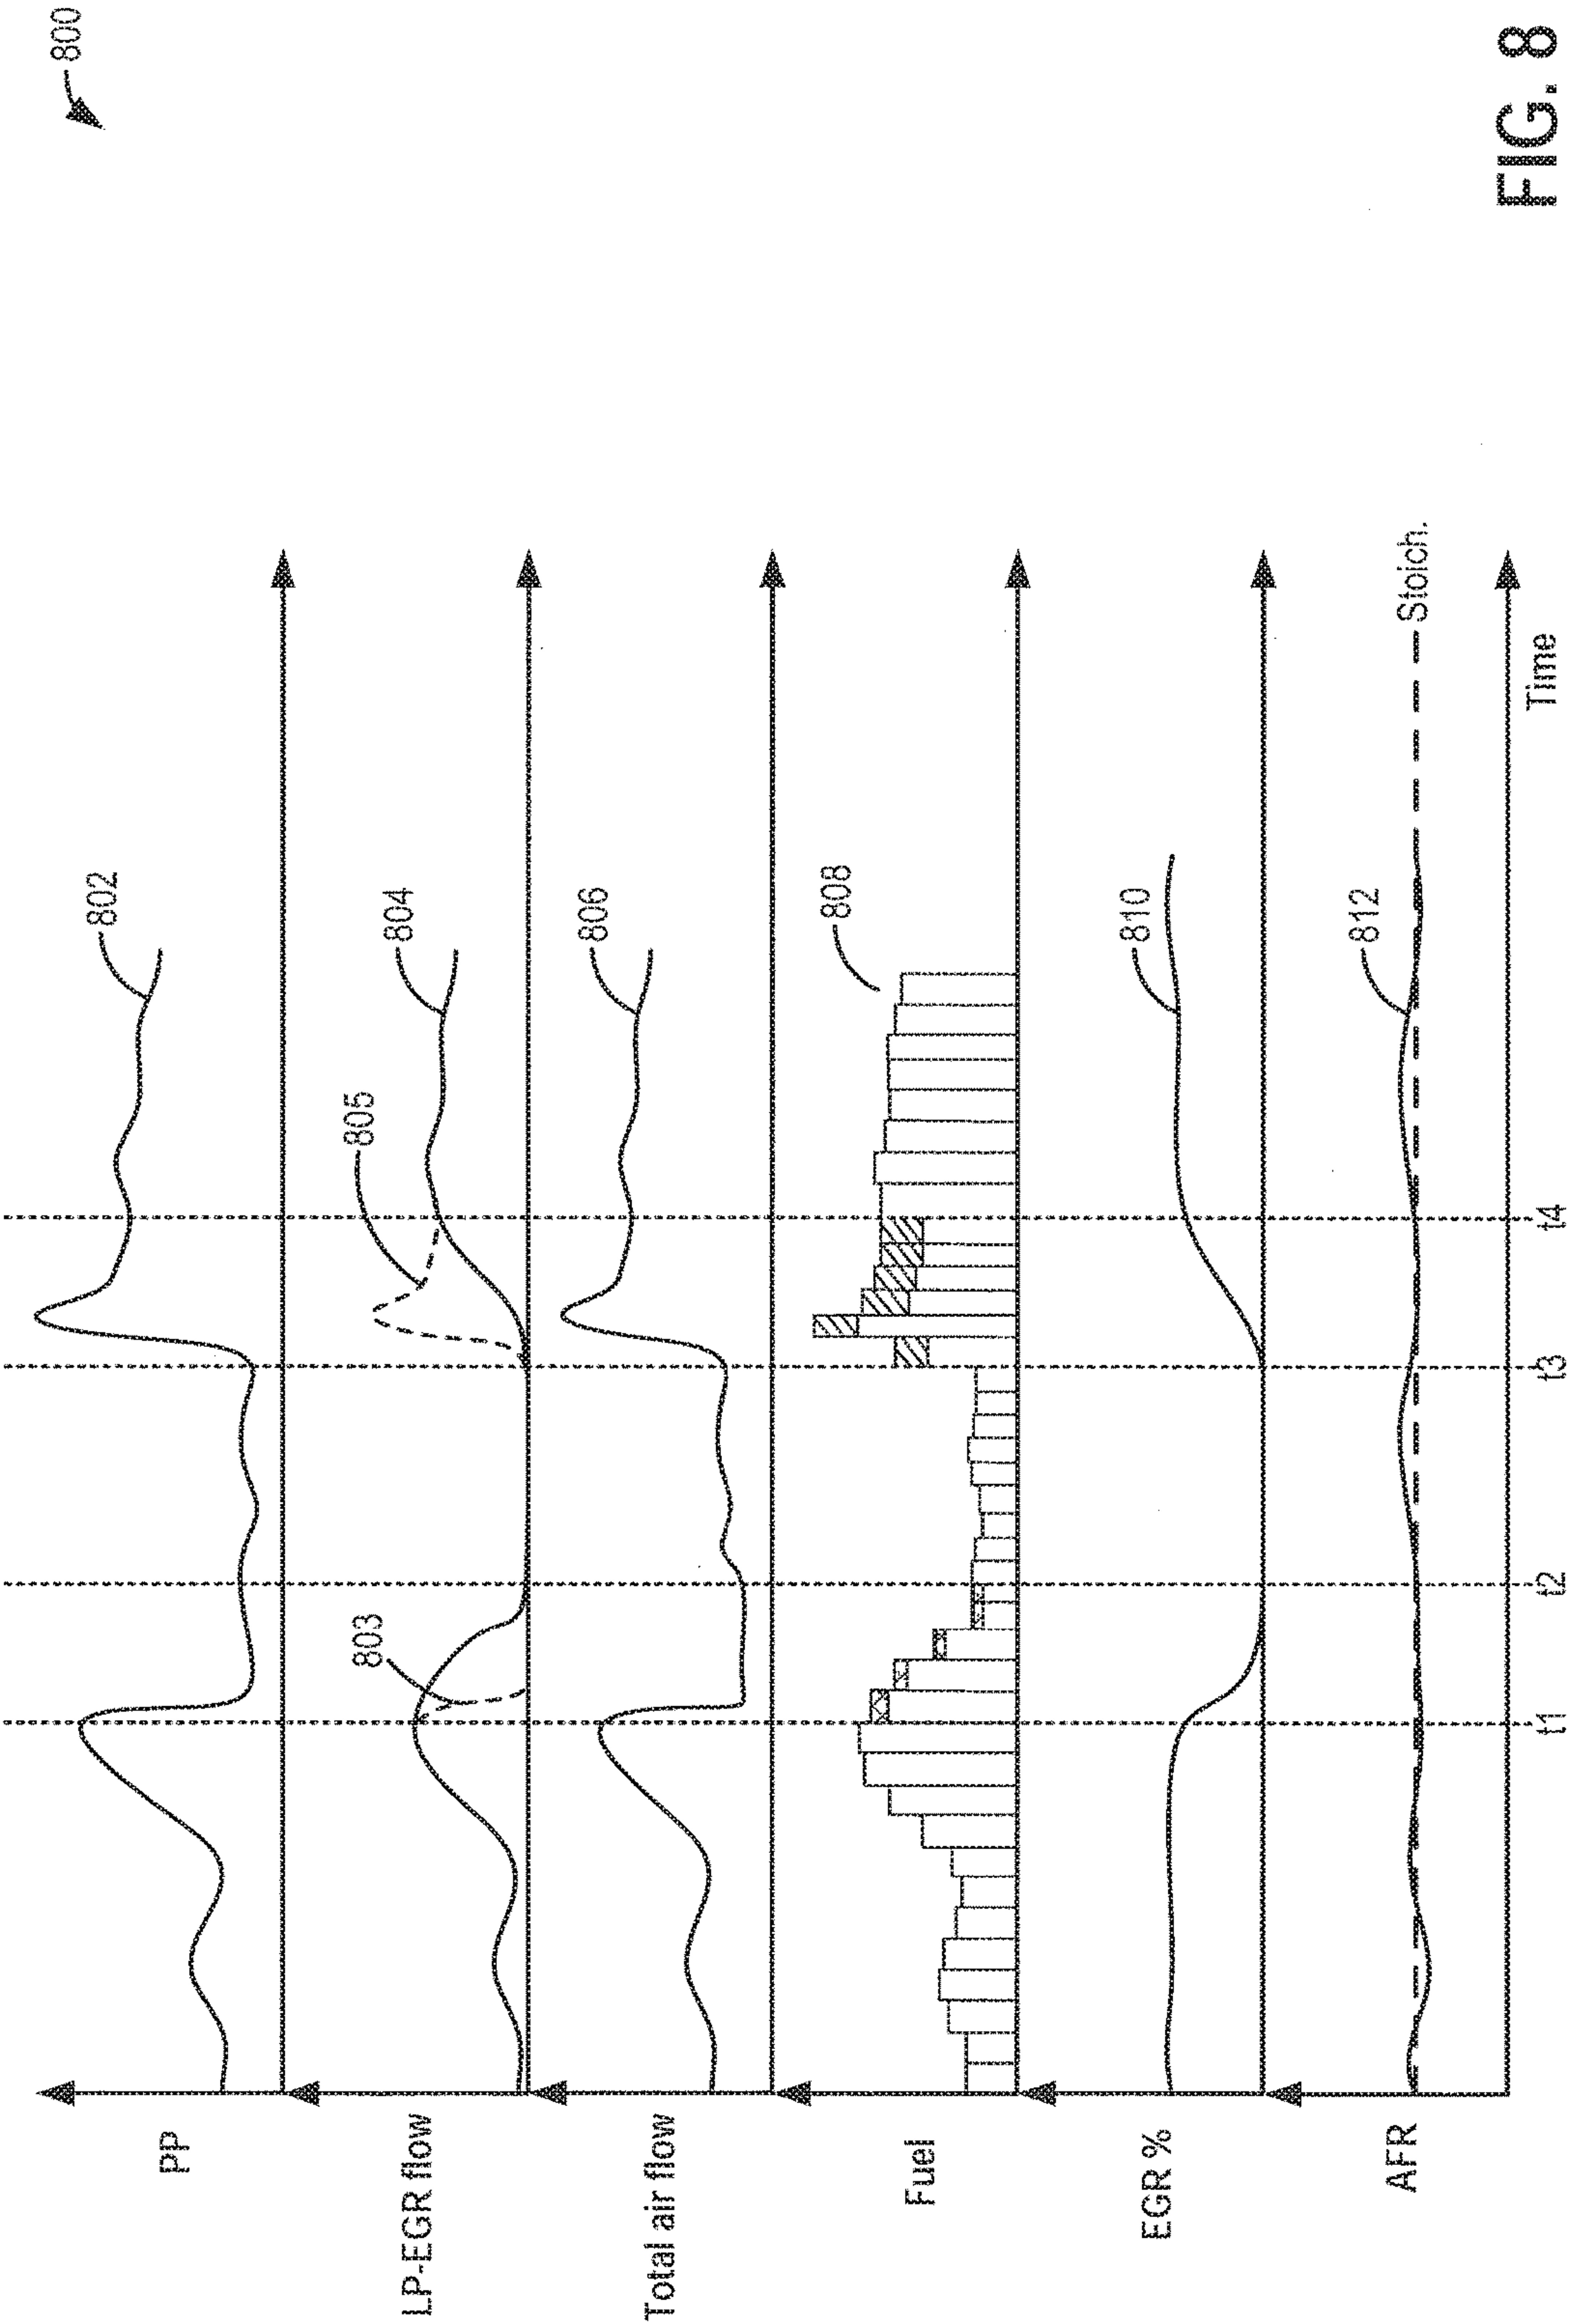 800
PP
802
LP-EGR flow
803
805
804
Total air flow
806
Fuel
808
EGR %
810
AFR
812
Stoich.
t1
t2
t3
t4
Time
FIG. 8